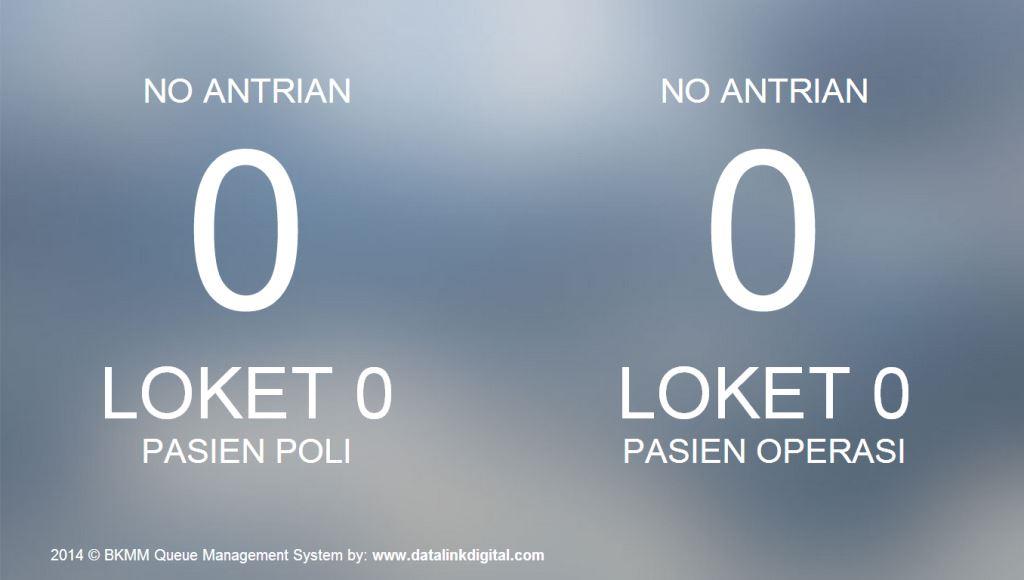 NO ANTRIAN
0
LOKET 0
PASIEN POLI
NO ANTRIAN
0
LOKET 0
PASIEN OPERASI
2014 © BKMM Queue Management System by: www.datalinkdigital.com